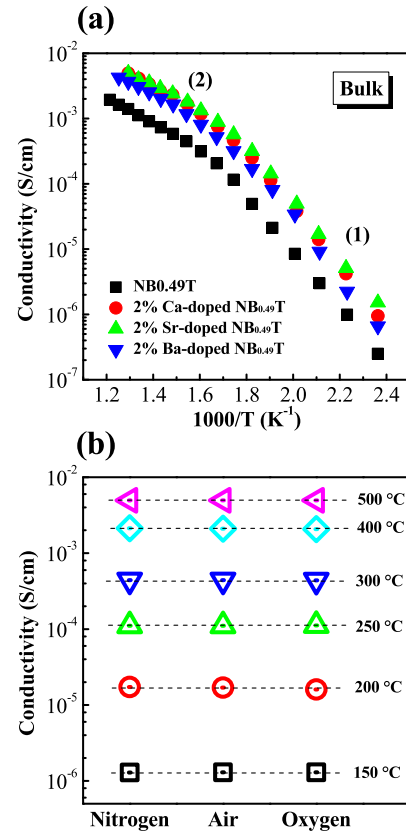 (a)
Conductivity (S/cm)
10-2
10-3
10-4
10-5
10-6
10-7
(2)
Bulk
(1)
NB0.49T
2% Ca-doped NB0.49T
2% Sr-doped NB0.49T
2% Ba-doped NB0.49T
1.2 1.4 1.6 1.8 2.0 2.2 2.4
1000/T (K-1)
(b)
Conductivity (S/cm)
10-2
10-3
10-4
10-5
10-6
500 °C
400 °C
300 °C
250 °C
200 °C
150 °C
Nitrogen Air Oxygen